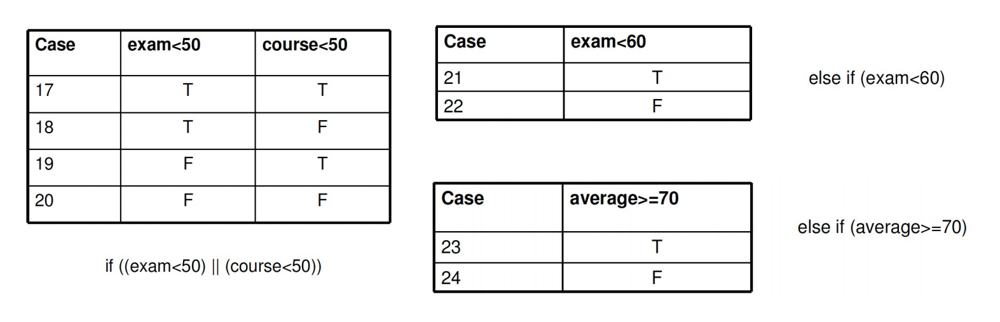 Case exam<50 course<50
17 T T
18 T F
19 F T
20 F F
if ((exam<50) || (course<50))
Case exam<60
21 T
22 F
else if (exam<60)
Case average>=70
23 T
24 F
else if (average>=70)